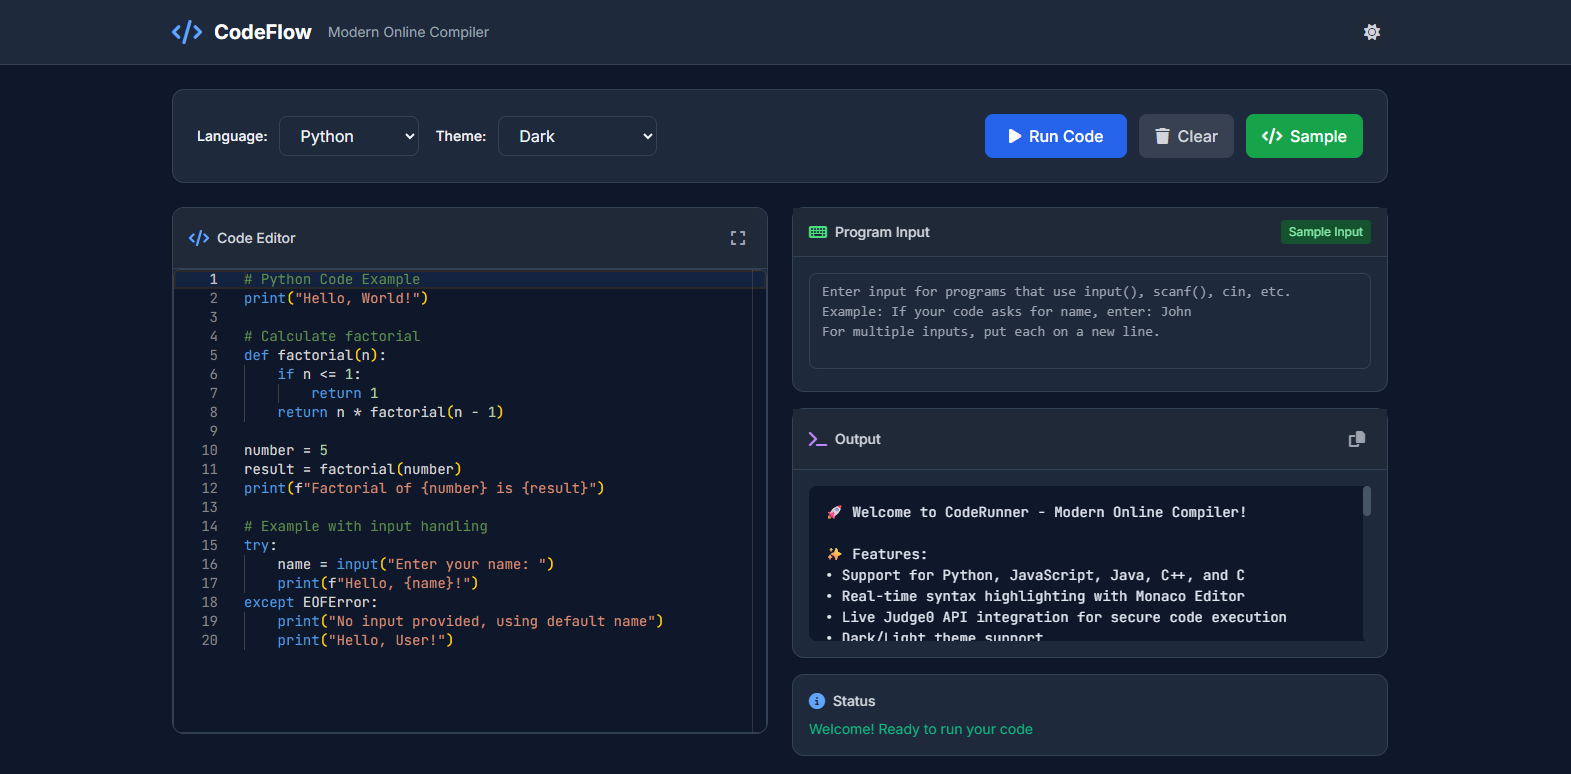 CodeFlow Modern Online Compiler
Language: Python Theme: Dark Run Code Clear Sample
Code Editor
1 # Python Code Example
2 print("Hello, World!")
3
4 # Calculate factorial
5 def factorial(n):
6     if n <= 1:
7         return 1
8     return n * factorial(n - 1)
9
10 number = 5
11 result = factorial(number)
12 print(f"Factorial of {number} is {result}")
13
14 # Example with input handling
15 try:
16     name = input("Enter your name: ")
17     print(f"Hello, {name}!")
18 except EOFError:
19     print("No input provided, using default name")
20     print("Hello, User!")
Program Input Sample Input
Enter input for programs that use input(), scanf(), cin, etc.
Example: If your code asks for name, enter: John
For multiple inputs, put each on a new line.
Output
🚀 Welcome to CodeRunner - Modern Online Compiler!
✨ Features:
• Support for Python, JavaScript, Java, C++, and C
• Real-time syntax highlighting with Monaco Editor
• Live Judge0 API integration for secure code execution
• Dark/Light theme support
Status
Welcome! Ready to run your code